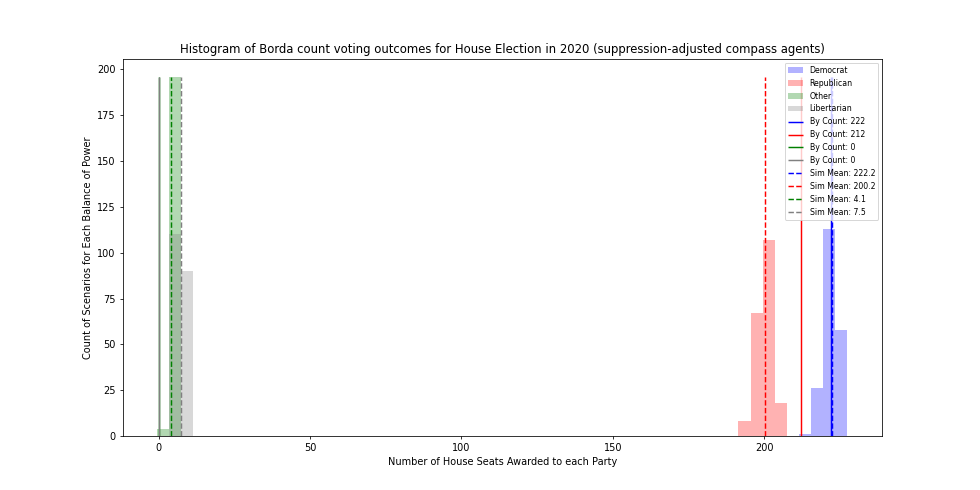 Histogram of Borda count voting outcomes for House Election in 2020 (suppression-adjusted compass agents)
Count of Scenarios for Each Balance of Power
200
175
150
125
100
75
50
25
0
Democrat
Republican
Other
Libertarian
By Count: 222
By Count: 212
By Count: 0
By Count: 0
Sim Mean: 222.2
Sim Mean: 200.2
Sim Mean: 4.1
Sim Mean: 7.5
0
50
100
150
200
Number of House Seats Awarded to each Party